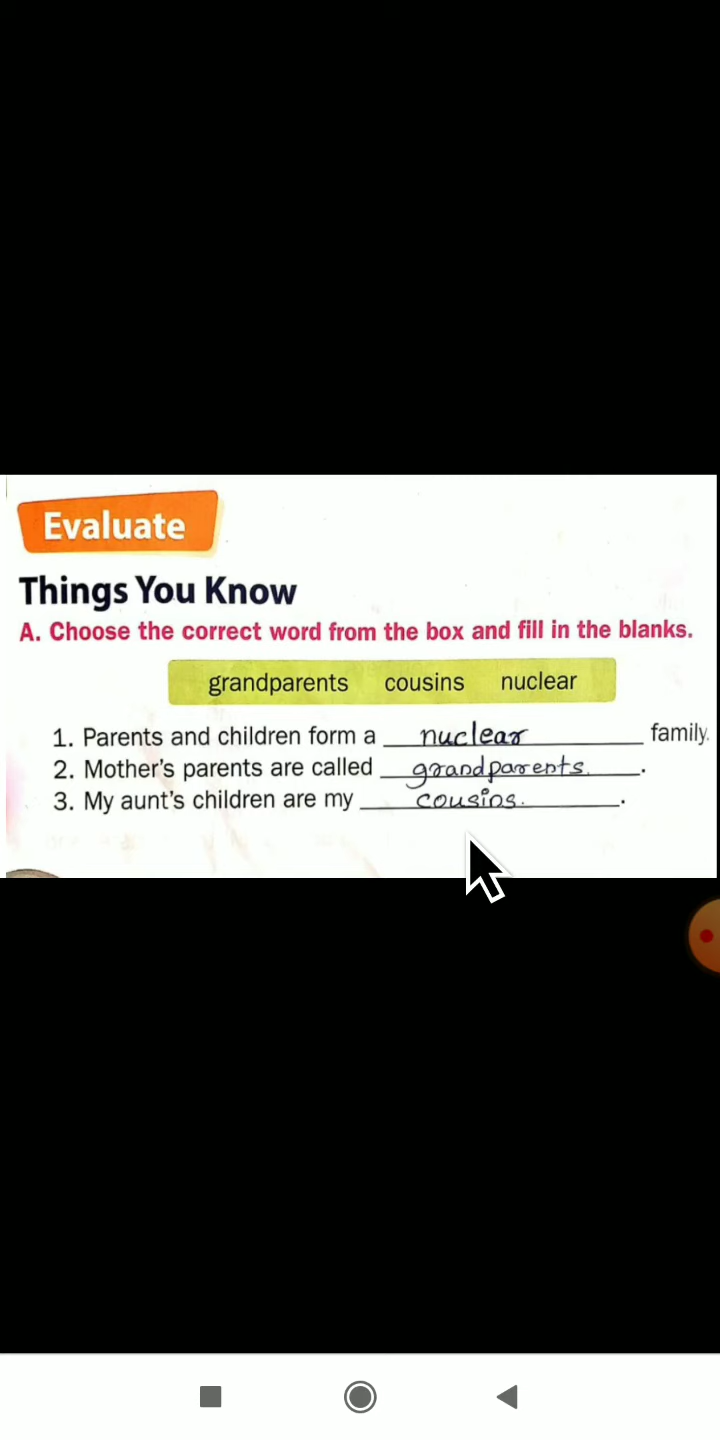 Evaluate
Things You Know
A. Choose the correct word from the box and fill in the blanks.
grandparents cousins nuclear
1. Parents and children form a nuclear family.
2. Mother's parents are called grandparents. .
3. My aunt's children are my cousins. .